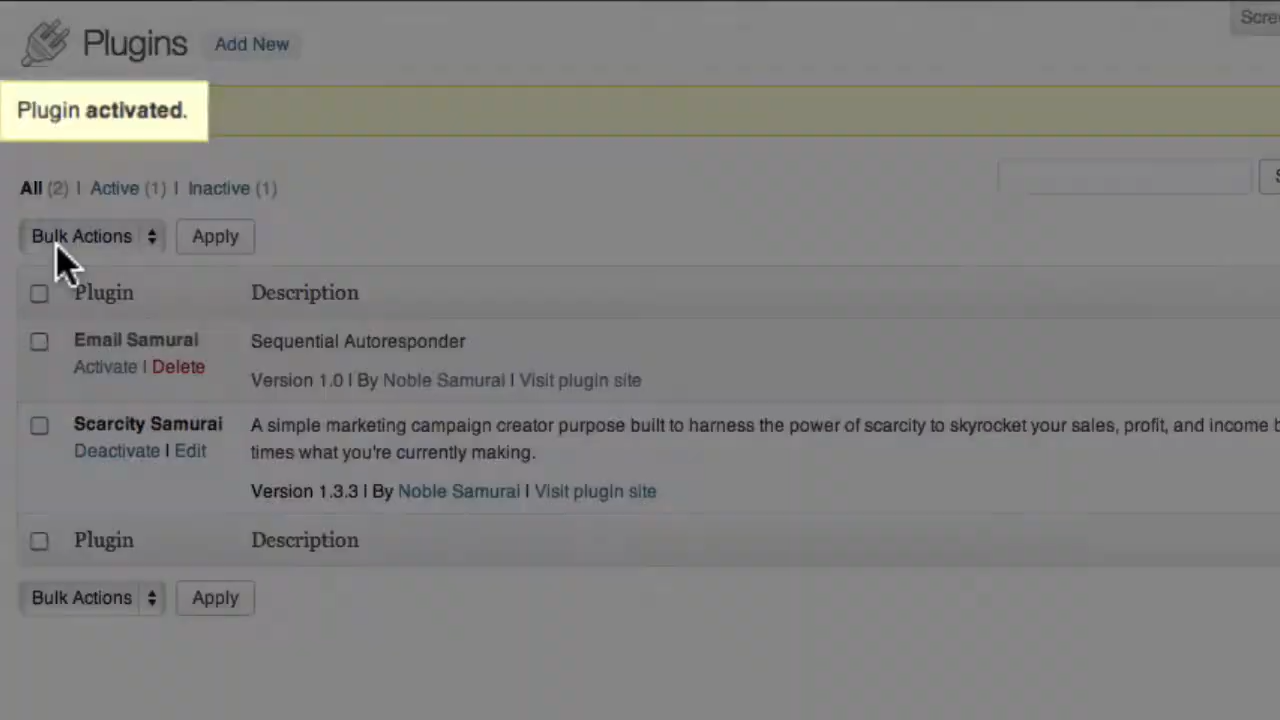 Plugins Add New
Plugin activated.
All (2) | Active (1) | Inactive (1)
Bulk Actions Apply
Plugin Description
Email Samurai Sequential Autoresponder
Activate | Delete
Version 1.0 | By Noble Samurai | Visit plugin site
Scarcity Samurai A simple marketing campaign creator purpose built to harness the power of scarcity to skyrocket your sales, profit, and income
Deactivate | Edit times what you're currently making.
Version 1.3.3 | By Noble Samurai | Visit plugin site
Plugin Description
Bulk Actions Apply